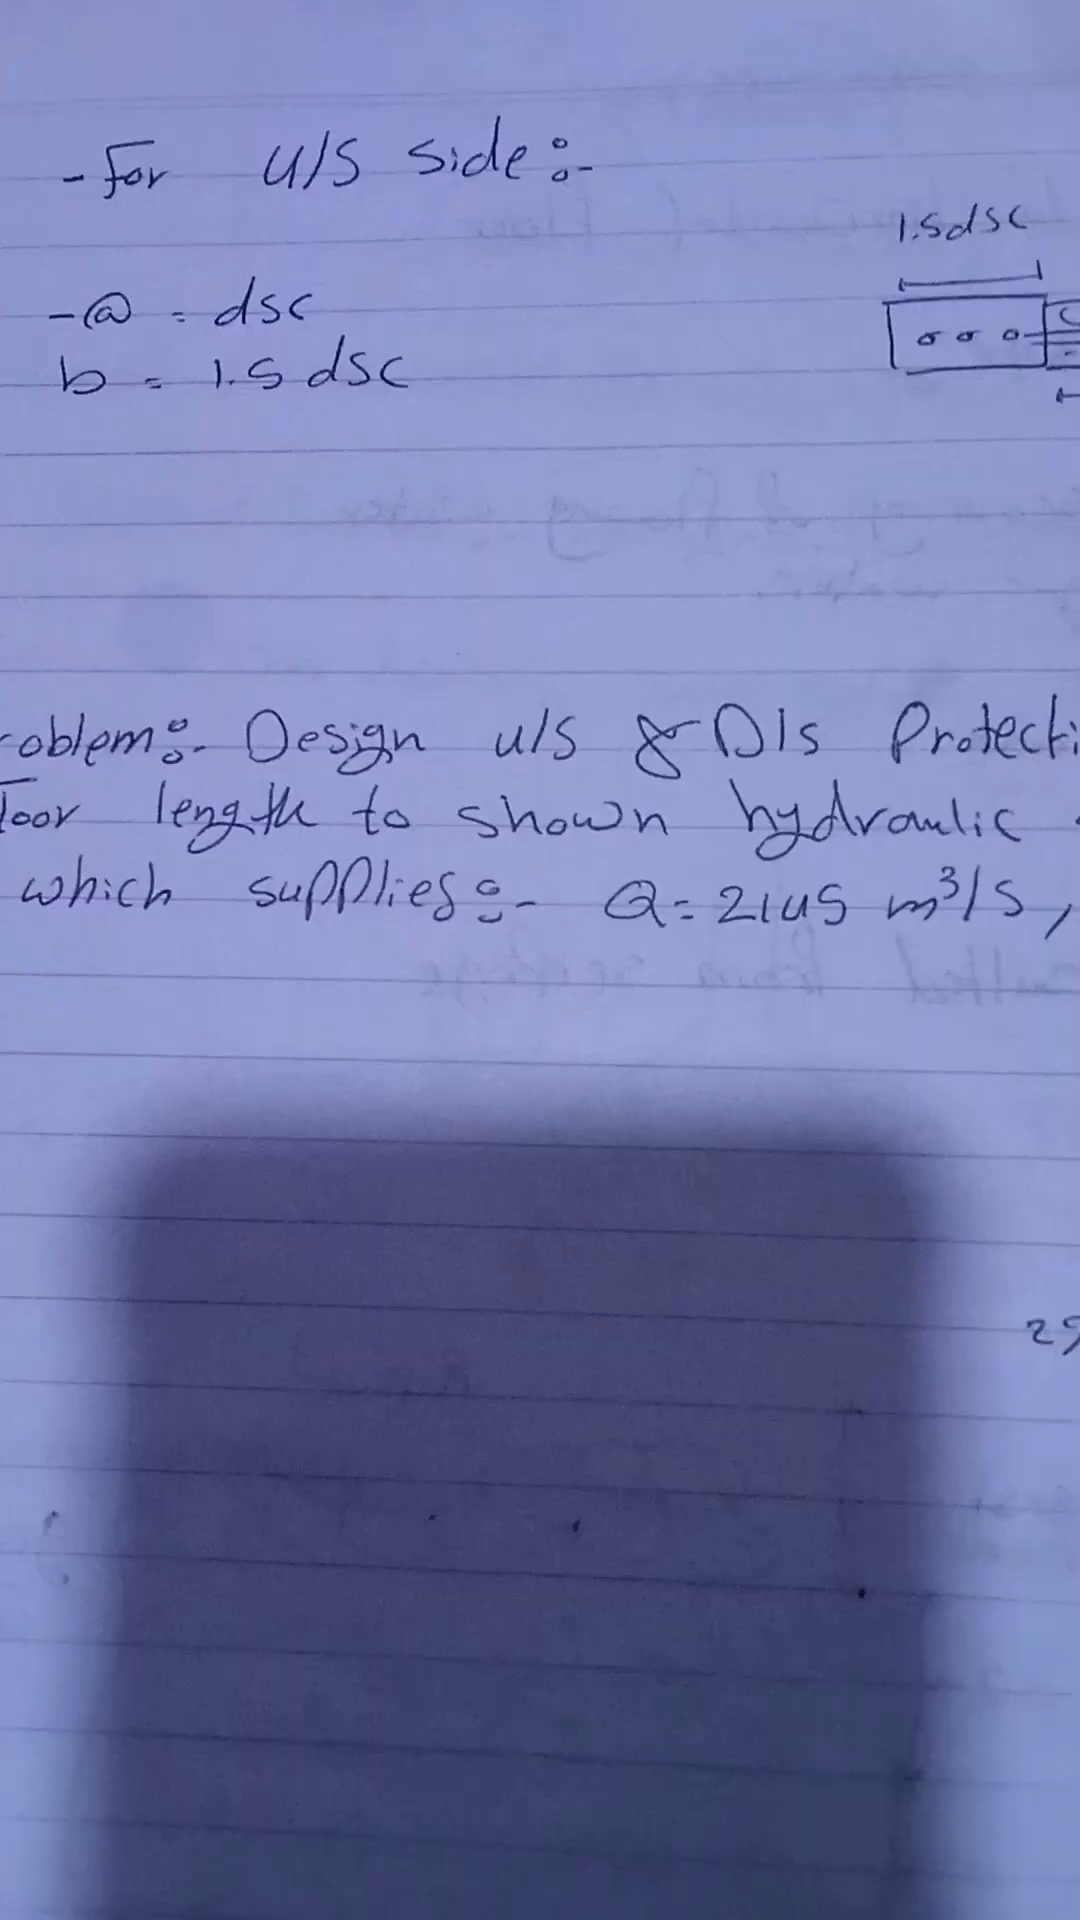 - For U/S side :-
1.5dsc
- @ = dsc
b = 1.5 dsc
roblem :- Design u/s & D/s Protecti
loor length to shown hydraulic
which supplies :- Q = 2145 m³/s,